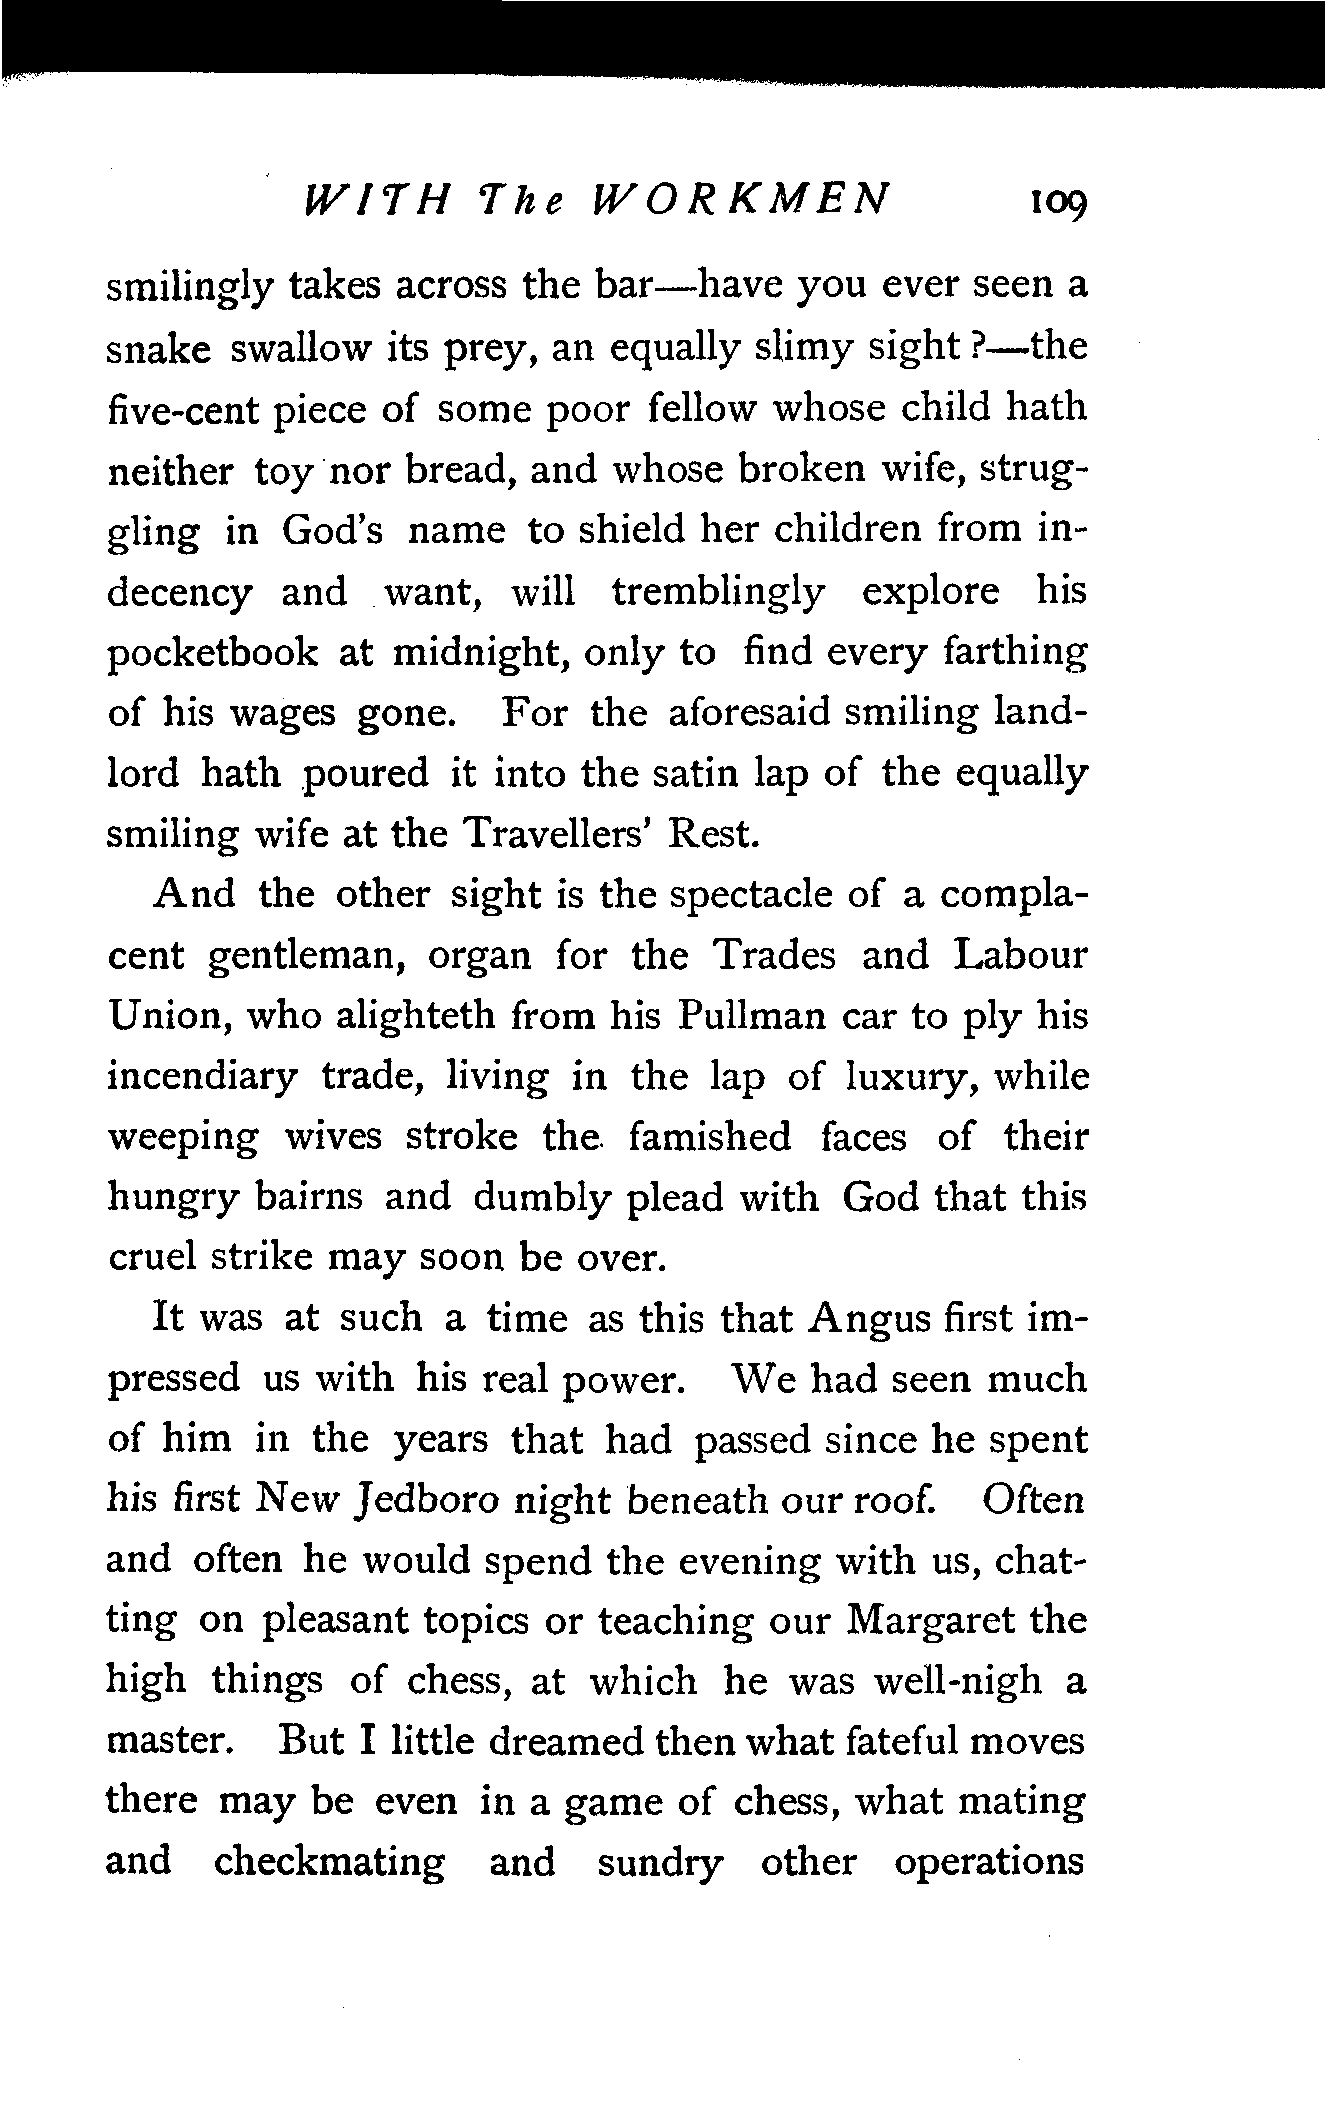 WITH The WORKMEN 109
smilingly takes across the bar—have you ever seen a
snake swallow its prey, an equally slimy sight ?—the
five-cent piece of some poor fellow whose child hath
neither toy nor bread, and whose broken wife, strug-
gling in God's name to shield her children from in-
decency and want, will tremblingly explore his
pocketbook at midnight, only to find every farthing
of his wages gone. For the aforesaid smiling land-
lord hath poured it into the satin lap of the equally
smiling wife at the Travellers' Rest.
And the other sight is the spectacle of a compla-
cent gentleman, organ for the Trades and Labour
Union, who alighteth from his Pullman car to ply his
incendiary trade, living in the lap of luxury, while
weeping wives stroke the famished faces of their
hungry bairns and dumbly plead with God that this
cruel strike may soon be over.
It was at such a time as this that Angus first im-
pressed us with his real power. We had seen much
of him in the years that had passed since he spent
his first New Jedboro night beneath our roof. Often
and often he would spend the evening with us, chat-
ting on pleasant topics or teaching our Margaret the
high things of chess, at which he was well-nigh a
master. But I little dreamed then what fateful moves
there may be even in a game of chess, what mating
and checkmating and sundry other operations